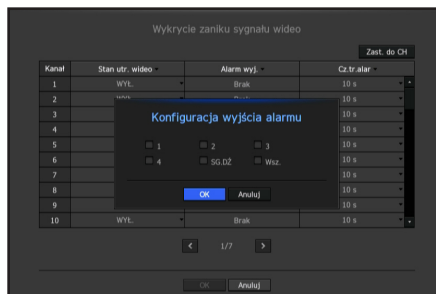 Wykrycie zaniku sygnału wideo
Zast. do CH
Kanał Stan utr. wideo Alarm wyj. Cz.tr.alar
1 WYŁ. Brak 10 s
2 10 s
3 10 s
4 10 s
5 10 s
6 10 s
7 10 s
8 10 s
9 10 s
10 WYŁ. Brak 10 s
Konfiguracja wyjścia alarmu
1 2 3
4 SG.DŹ Wsz.
OK Anuluj
< 1/7 >
OK Anuluj